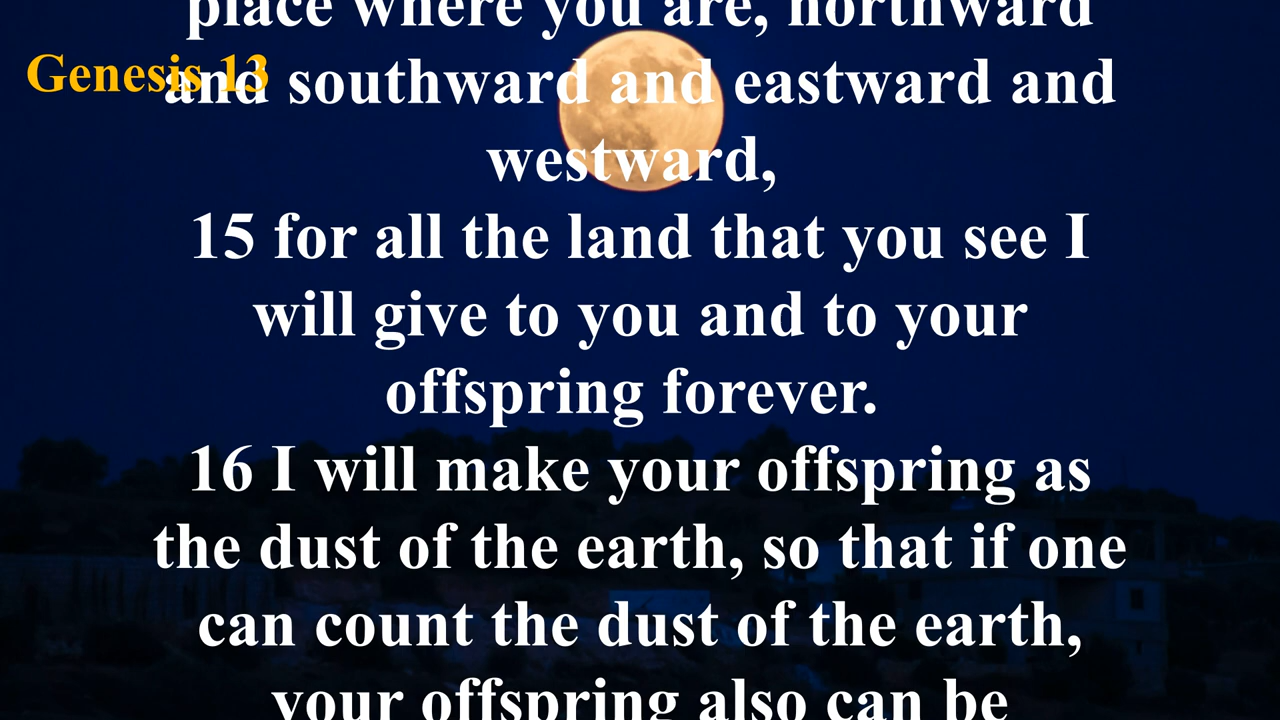 place where you are, northward
Genesis 13
and southward and eastward and
westward,
15 for all the land that you see I
will give to you and to your
offspring forever.
16 I will make your offspring as
the dust of the earth, so that if one
can count the dust of the earth,
your offspring also can be